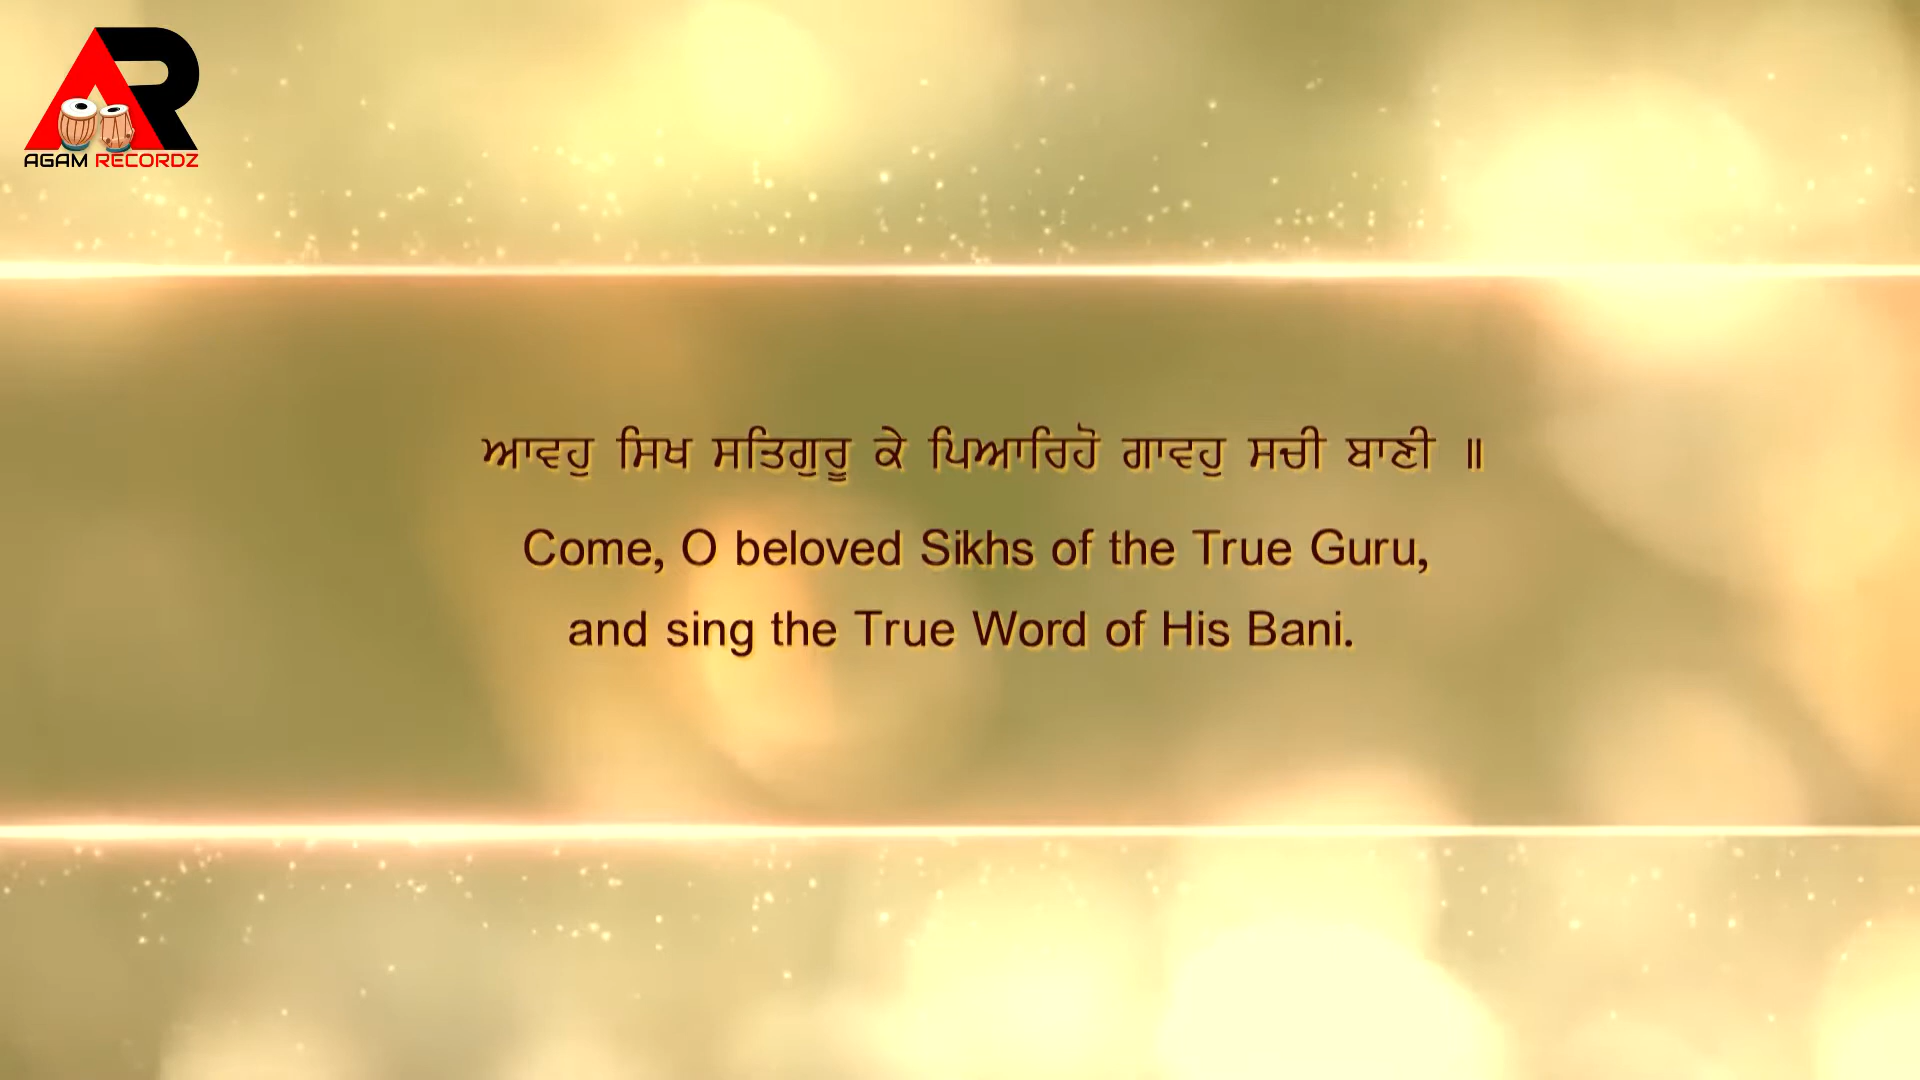 AGAM RECORDZ
ਆਵਹੁ ਸਿਖ ਸਤਿਗੁਰੂ ਕੇ ਪਿਆਰਿਹੋ ਗਾਵਹੁ ਸਚੀ ਬਾਣੀ ॥
Come, O beloved Sikhs of the True Guru,
and sing the True Word of His Bani.